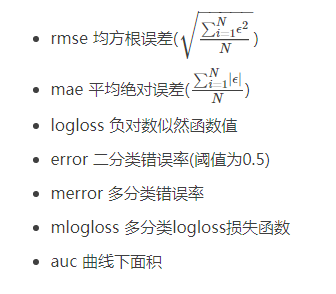 • rmse 均方根误差($\sqrt{\frac{\sum_{i=1}^{N}\epsilon^2}{N}}$)
• mae 平均绝对误差($\frac{\sum_{i=1}^{N}|\epsilon|}{N}$)
• logloss 负对数似然函数值
• error 二分类错误率(阈值为0.5)
• merror 多分类错误率
• mlogloss 多分类logloss损失函数
• auc 曲线下面积